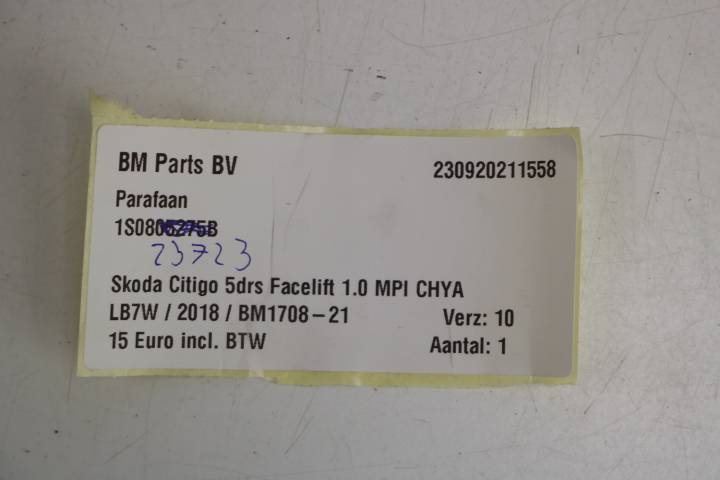 BM Parts BV 230920211558
Parafaan
1S0805275B
23723
Skoda Citigo 5drs Facelift 1.0 MPI CHYA
LB7W / 2018 / BM1708-21 Verz: 10
15 Euro incl. BTW Aantal: 1